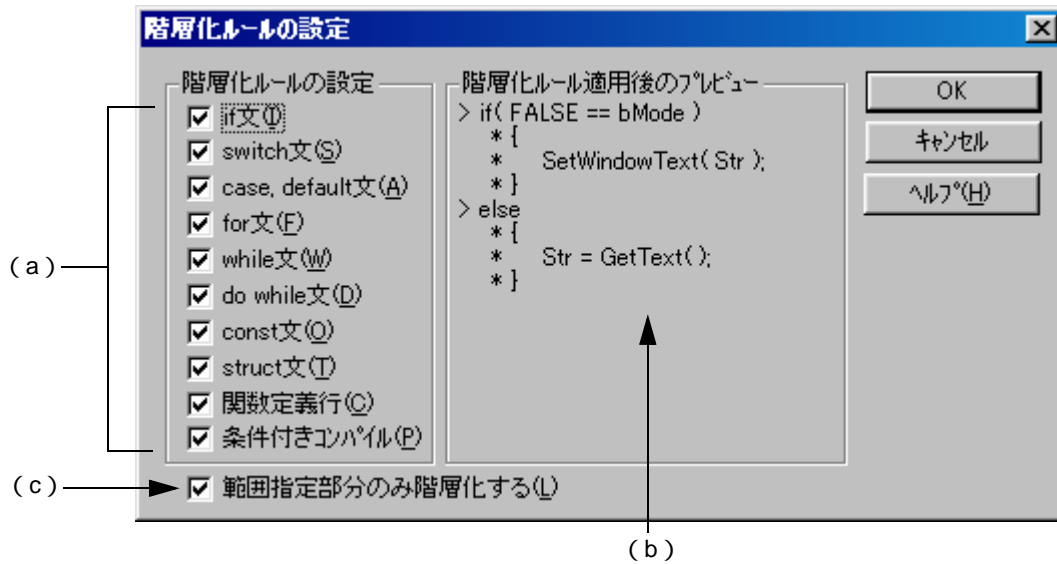 階層化ルールの設定
階層化ルールの設定
if文(I)
switch文(S)
case, default文(A)
for文(F)
while文(W)
do while文(D)
const文(O)
struct文(T)
関数定義行(C)
条件付きｺﾝﾊﾟｲﾙ(P)
範囲指定部分のみ階層化する(L)
階層化ルール適用後のﾌﾟﾚﾋﾞｭｰ
> if( FALSE == bMode )
* {
* SetWindowText( Str );
* }
> else
* {
* Str = GetText( );
* }
OK
ｷｬﾝｾﾙ
ﾍﾙﾌﾟ(H)
(a)
(c)
(b)